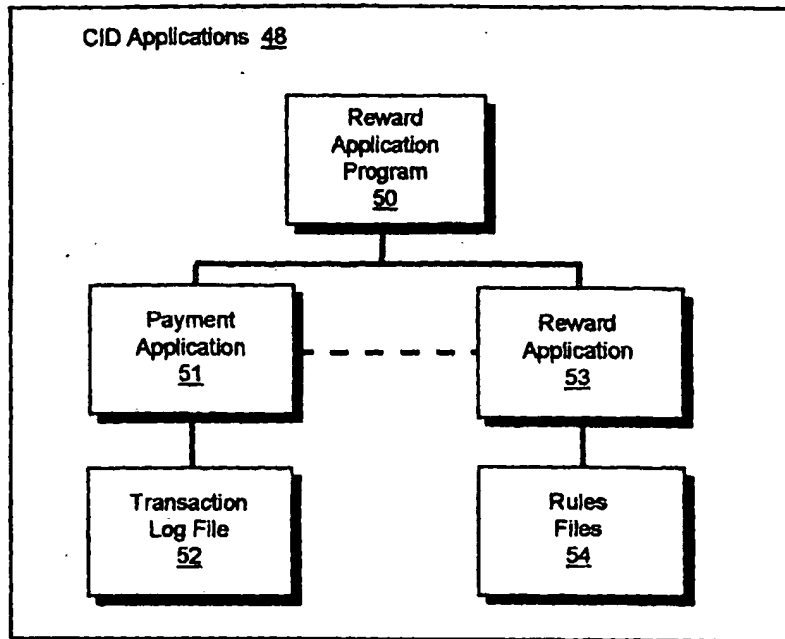 CID Applications 48
Reward
Application
Program
50
Payment
Application
51
Reward
Application
53
Transaction
Log File
52
Rules
Files
54